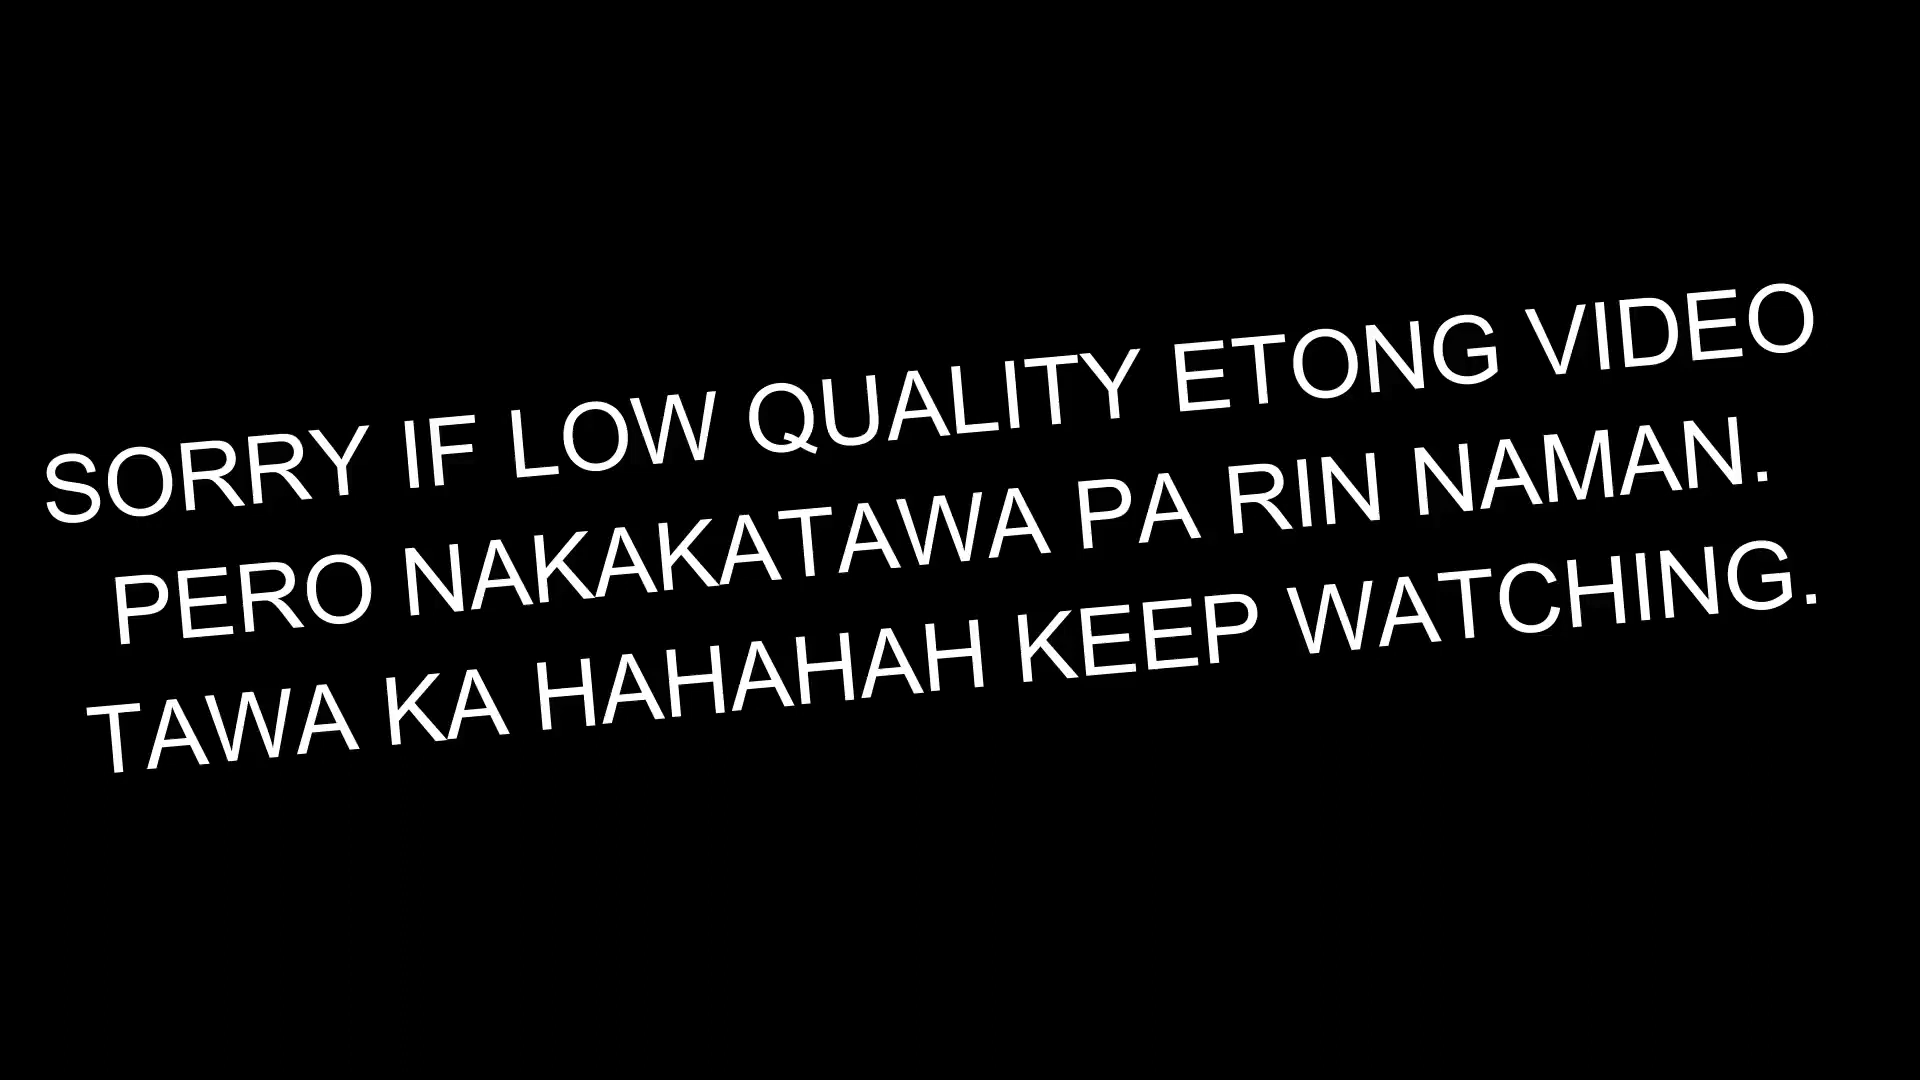 SORRY IF LOW QUALITY ETONG VIDEO
PERO NAKAKATAWA PA RIN NAMAN.
TAWA KA HAHAHAH KEEP WATCHING.